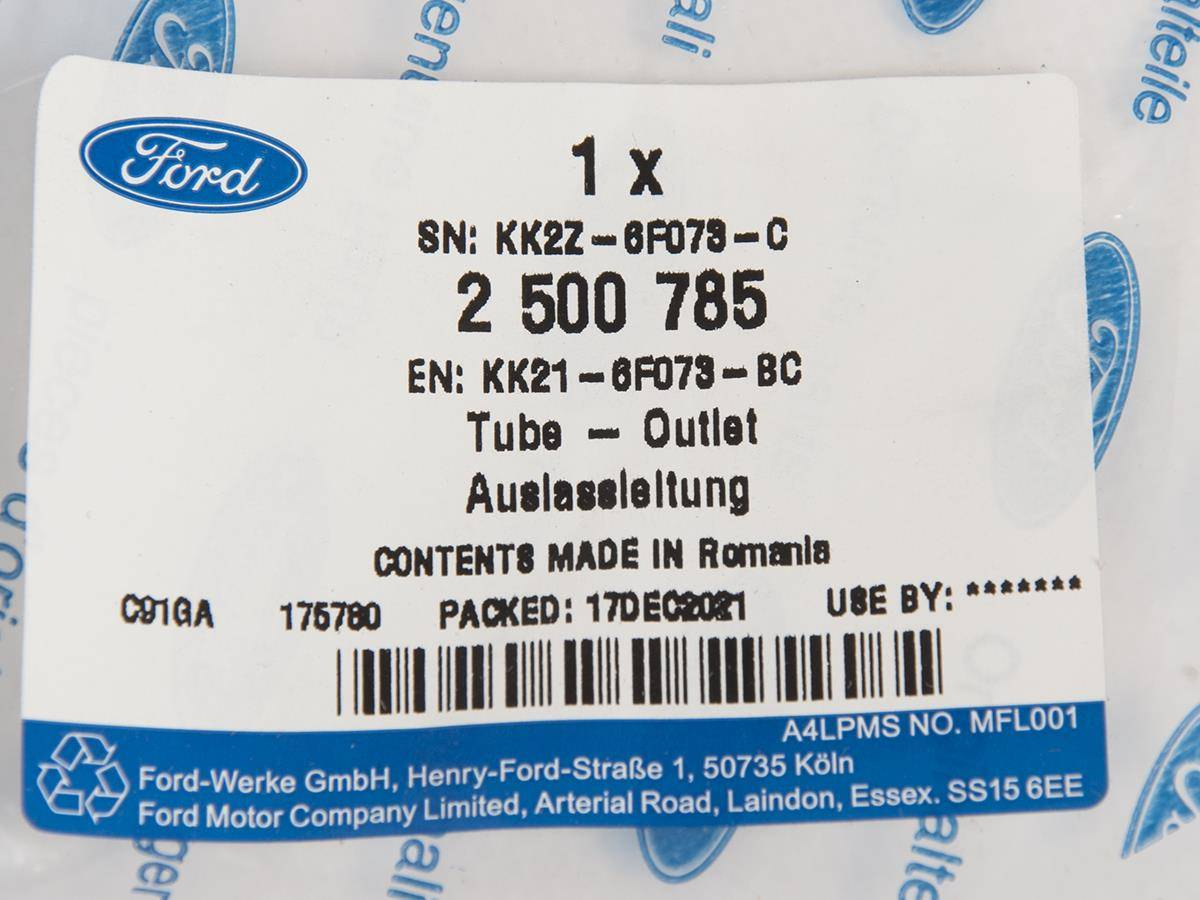 Ford
1 x
SN: KK2Z-6F073-C
2 500 785
EN: KK21-6F073-BC
Tube - Outlet
Auslassleitung
CONTENTS MADE IN Romania
C91GA 175780 PACKED: 17DEC2021 USE BY: *******
A4LPMS NO. MFL001
Ford-Werke GmbH, Henry-Ford-Straße 1, 50735 Köln
Ford Motor Company Limited, Arterial Road, Laindon, Essex. SS15 6EE